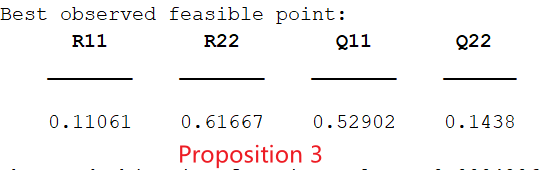 Best observed feasible point:
R11 R22 Q11 Q22
0.11061 0.61667 0.52902 0.1438
Proposition 3